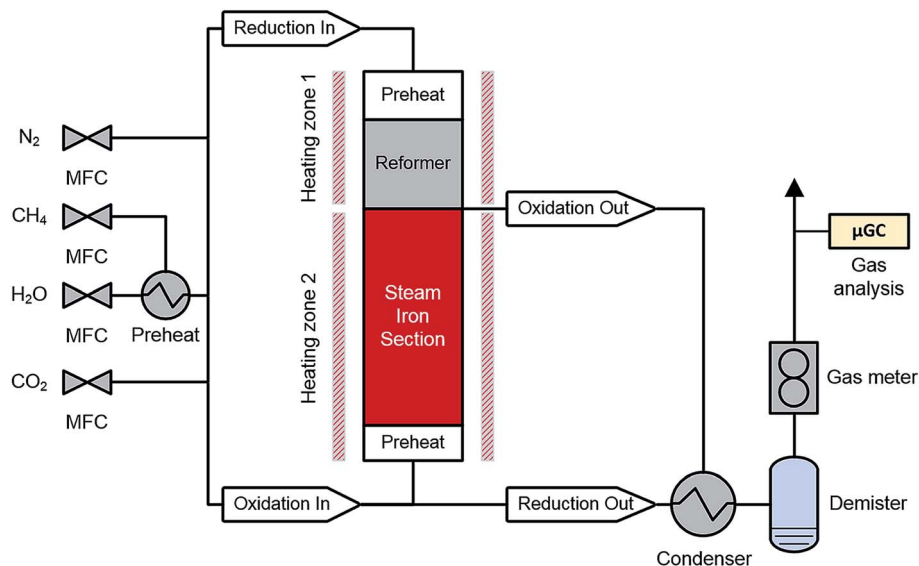 Reduction In
Heating zone 1
Preheat
Reformer
N₂
MFC
CH₄
MFC
H₂O
MFC
Preheat
CO₂
MFC
Oxidation Out
μGC
Gas
analysis
Heating zone 2
Steam
Iron
Section
Gas meter
Preheat
Oxidation In
Reduction Out
Condenser
Demister